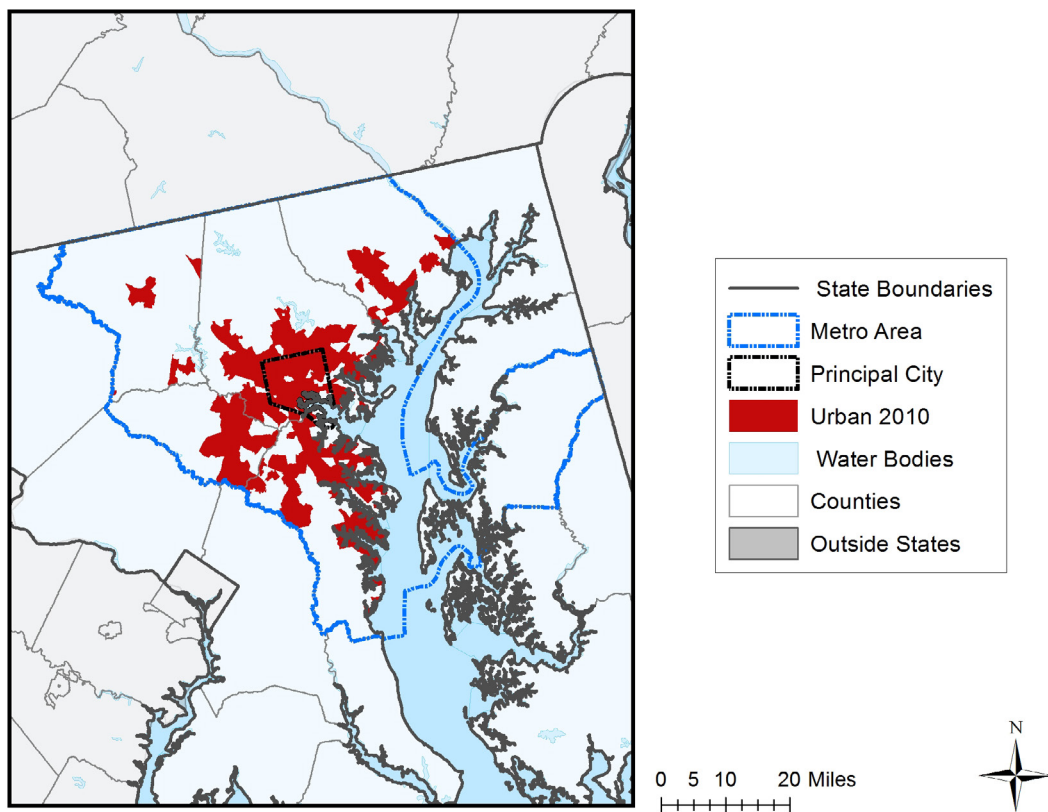 State Boundaries
Metro Area
Principal City
Urban 2010
Water Bodies
Counties
Outside States
N
0 5 10 20 Miles